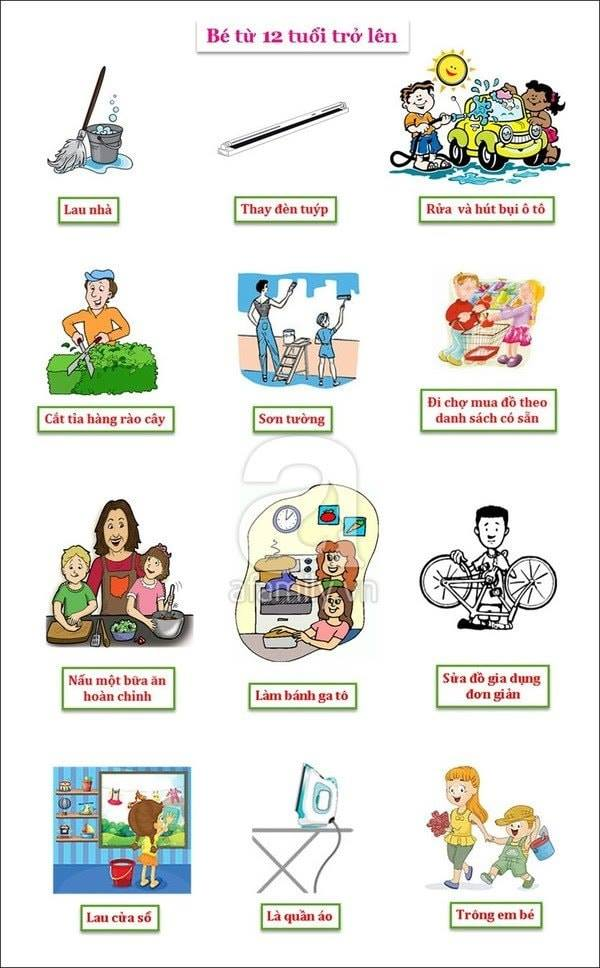 Bé từ 12 tuổi trở lên
Lau nhà
Thay đèn tuýp
Rửa và hút bụi ô tô
Cắt tỉa hàng rào cây
Sơn tường
Đi chợ mua đồ theo
danh sách có sẵn
a
afamily.vn
Nấu một bữa ăn
hoàn chỉnh
Làm bánh ga tô
Sửa đồ gia dụng
đơn giản
Lau cửa sổ
Là quần áo
Trông em bé